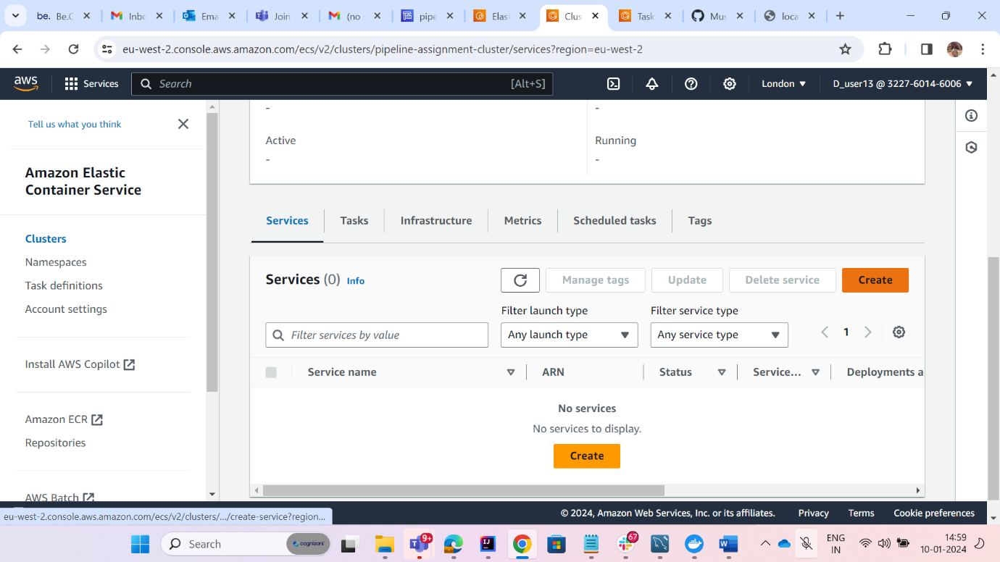 be. Be.C
Inbc
Ema
Join
(no
pipe
Elast
Clus
Task
Mus
loca
eu-west-2.console.aws.amazon.com/ecs/v2/clusters/pipeline-assignment-cluster/services?region=eu-west-2
aws
Services
Search
[Alt+S]
London ▼
D_user13 @ 3227-6014-6006 ▼
Tell us what you think
Amazon Elastic
Container Service
Clusters
Namespaces
Task definitions
Account settings
Install AWS Copilot
Amazon ECR
Repositories
AWS Batch
-
-
Active
Running
-
-
Services
Tasks
Infrastructure
Metrics
Scheduled tasks
Tags
Services (0) Info
Manage tags
Update
Delete service
Create
Filter launch type
Filter service type
Filter services by value
Any launch type
Any service type
1
Service name
ARN
Status
Service...
Deployments a
No services
No services to display.
Create
eu-west-2.console.aws.amazon.com/ecs/v2/clusters/.../create-service?region...
© 2024, Amazon Web Services, Inc. or its affiliates.
Privacy
Terms
Cookie preferences
Search
cognizant
9+
67
ENG
IN
14:59
10-01-2024